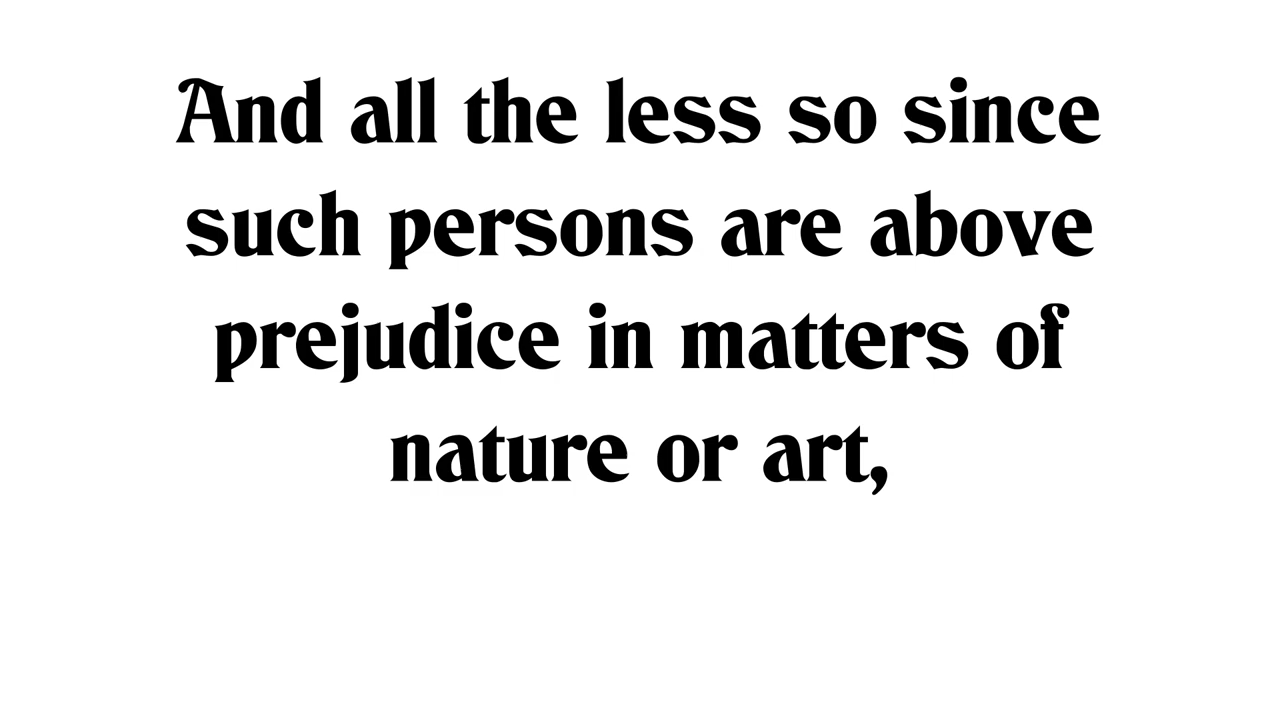 And all the less so since
such persons are above
prejudice in matters of
nature or art,